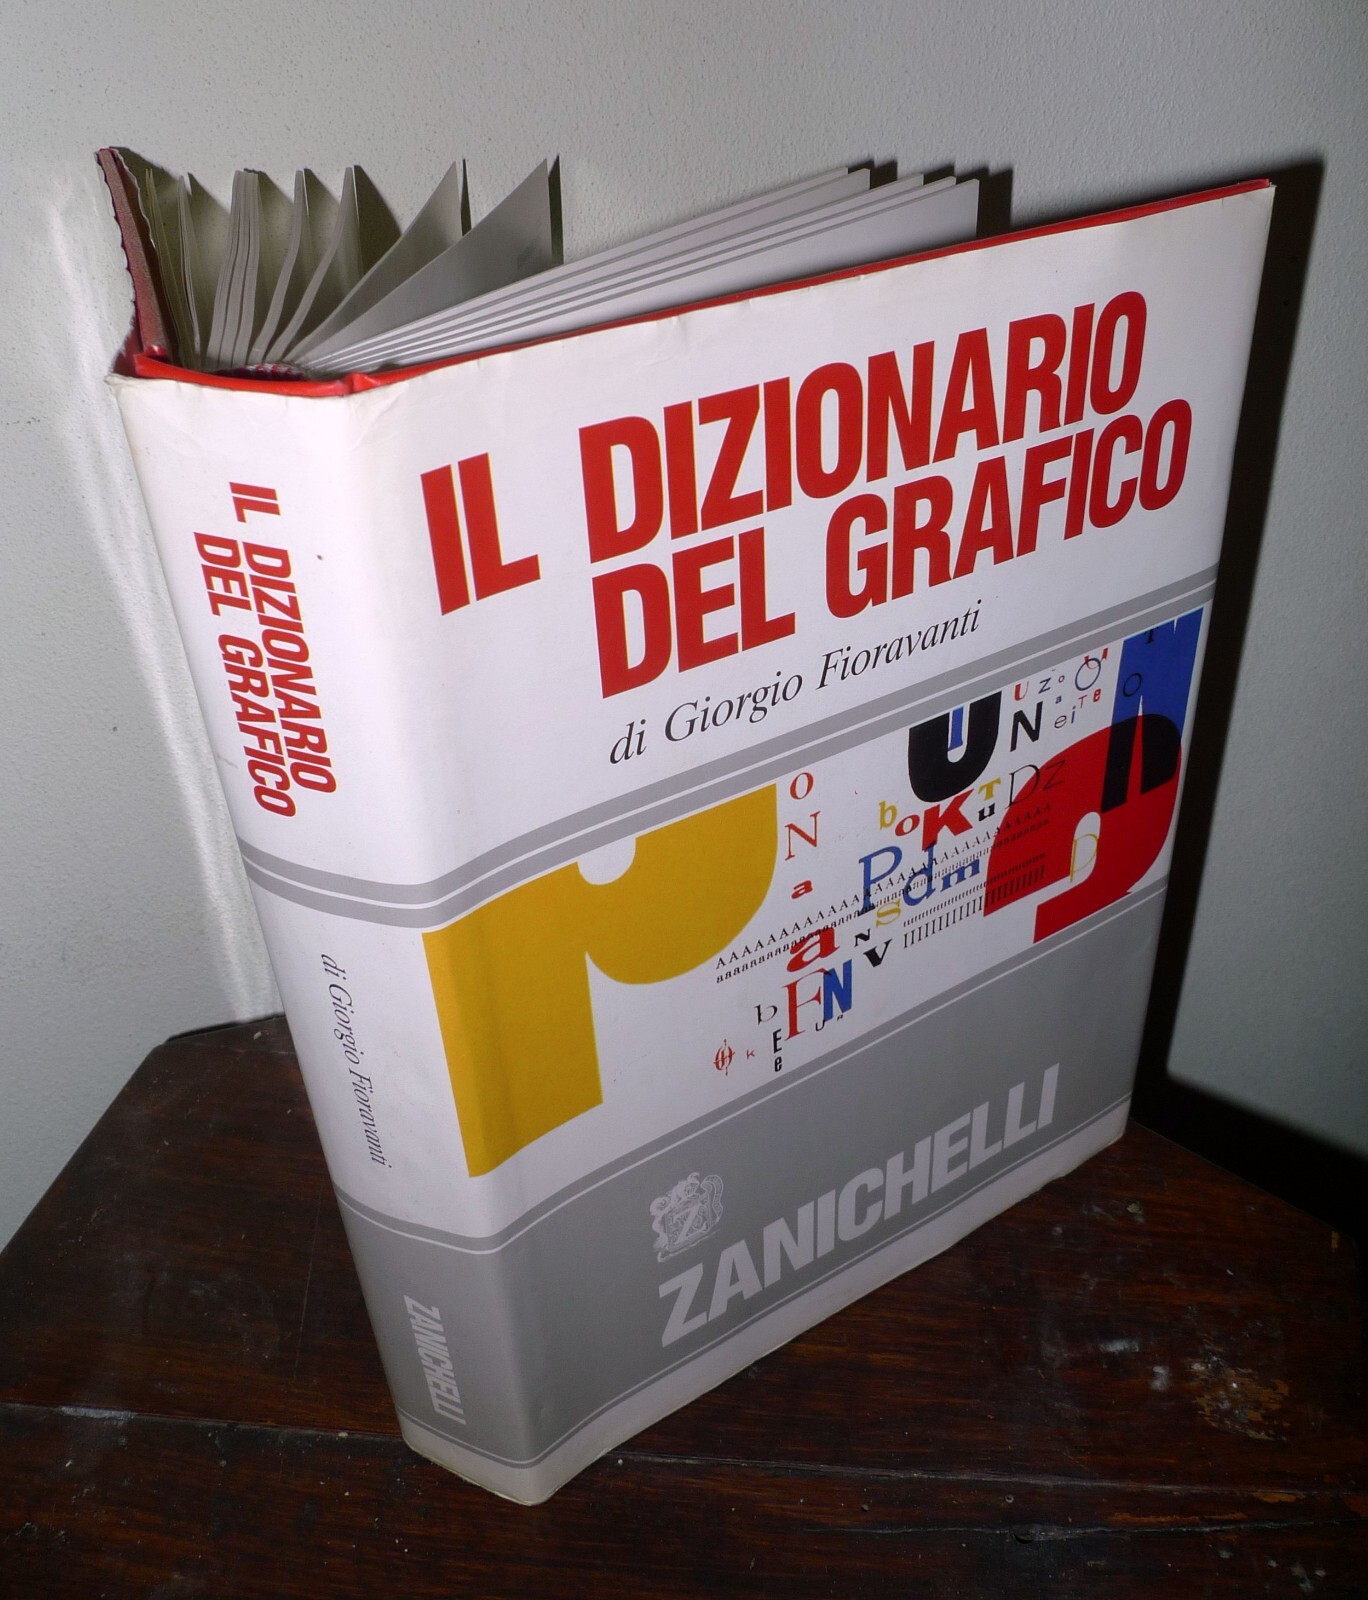 IL DIZIONARIO
DEL GRAFICO
di Giorgio Fioravanti
ZANICHELLI
IL DIZIONARIO
DEL GRAFICO
di Giorgio Fioravanti
ZANICHELLI